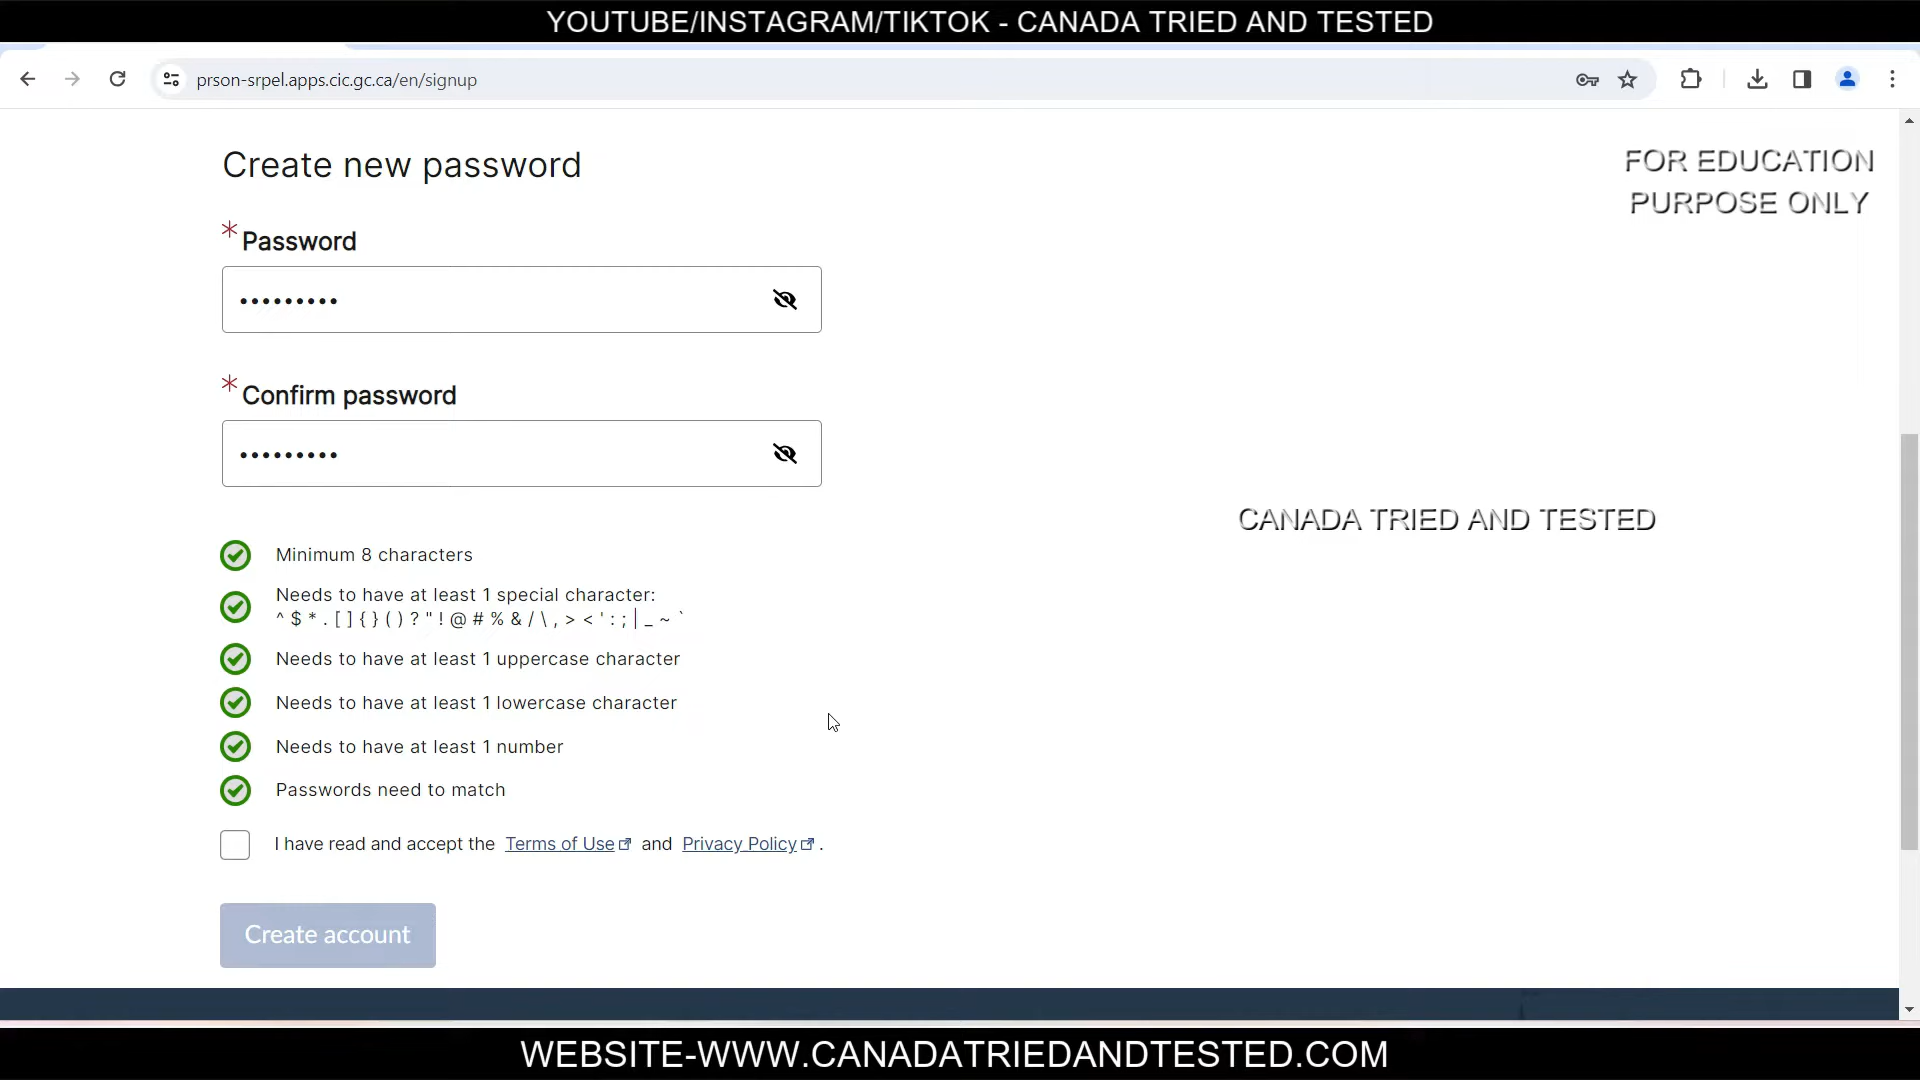 YOUTUBE/INSTAGRAM/TIKTOK - CANADA TRIED AND TESTED
prson-srpel.apps.cic.gc.ca/en/signup
Create new password
FOR EDUCATION
PURPOSE ONLY
* Password
•••••••••
* Confirm password
•••••••••
CANADA TRIED AND TESTED
Minimum 8 characters
Needs to have at least 1 special character:
^ $ * . [ ] { } ( ) ? " ! @ # % & / \ , > < ' : ; | _ ~ `
Needs to have at least 1 uppercase character
Needs to have at least 1 lowercase character
Needs to have at least 1 number
Passwords need to match
I have read and accept the Terms of Use and Privacy Policy .
Create account
WEBSITE-WWW.CANADATRIEDANDTESTED.COM